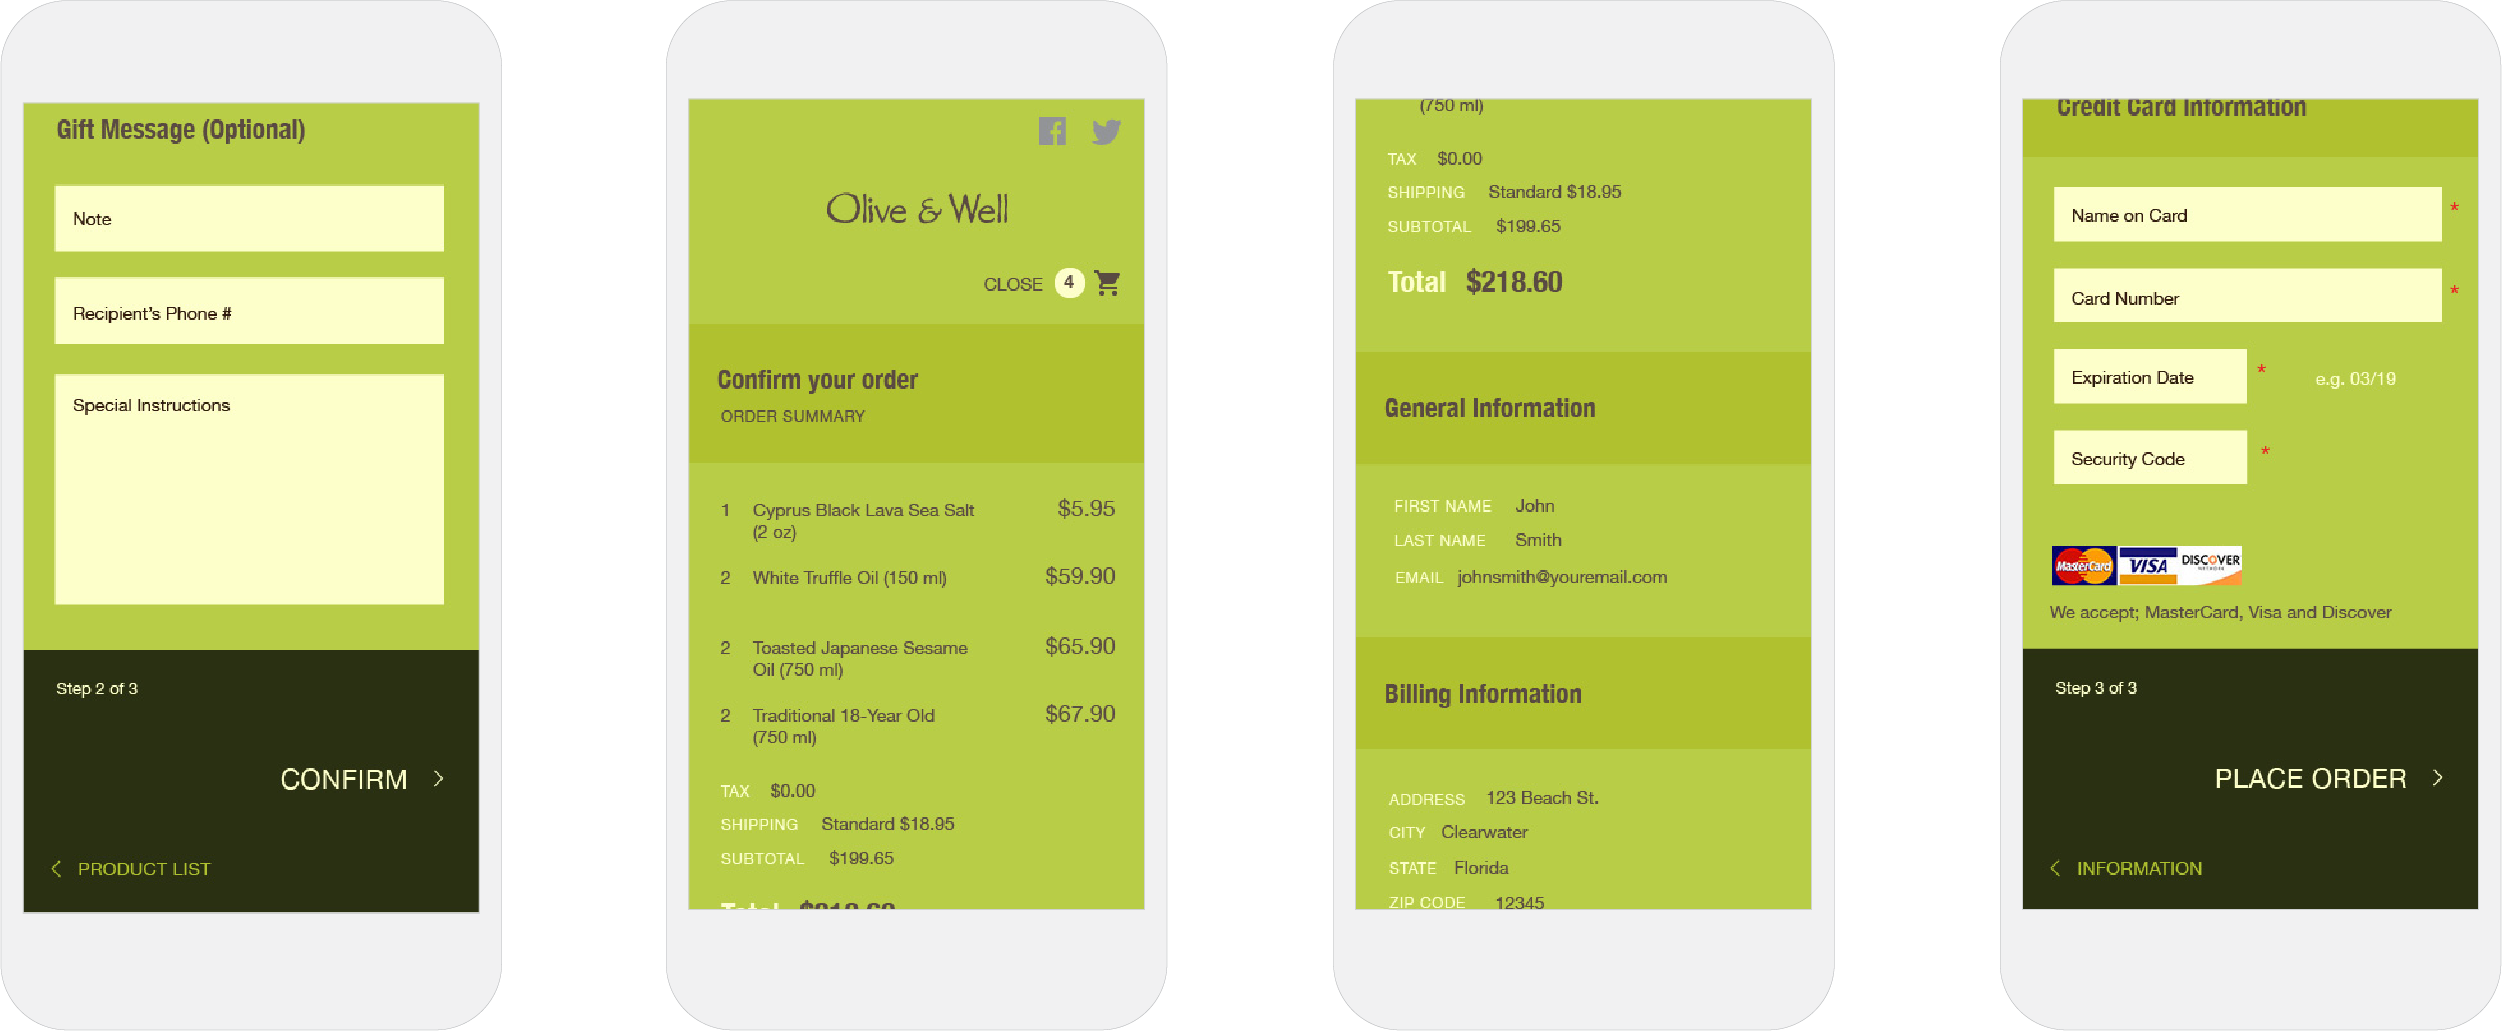 Gift Message (Optional)
Note
Recipient's Phone #
Special Instructions
Step 2 of 3
CONFIRM
PRODUCT LIST
Olive & Well
CLOSE 4
Confirm your order
ORDER SUMMARY
1 Cyprus Black Lava Sea Salt $5.95
(2 oz)
2 White Truffle Oil (150 ml) $59.90
2 Toasted Japanese Sesame $65.90
Oil (750 ml)
2 Traditional 18-Year Old $67.90
(750 ml)
TAX $0.00
SHIPPING Standard $18.95
SUBTOTAL $199.65
Total $218.60
(750 ml)
TAX $0.00
SHIPPING Standard $18.95
SUBTOTAL $199.65
Total $218.60
General Information
FIRST NAME John
LAST NAME Smith
EMAIL johnsmith@youremail.com
Billing Information
ADDRESS 123 Beach St.
CITY Clearwater
STATE Florida
ZIP CODE 12345
Credit Card Information
Name on Card *
Card Number *
Expiration Date * e.g. 03/19
Security Code *
MasterCard VISA DISCOVER NETWORK
We accept; MasterCard, Visa and Discover
Step 3 of 3
PLACE ORDER
INFORMATION